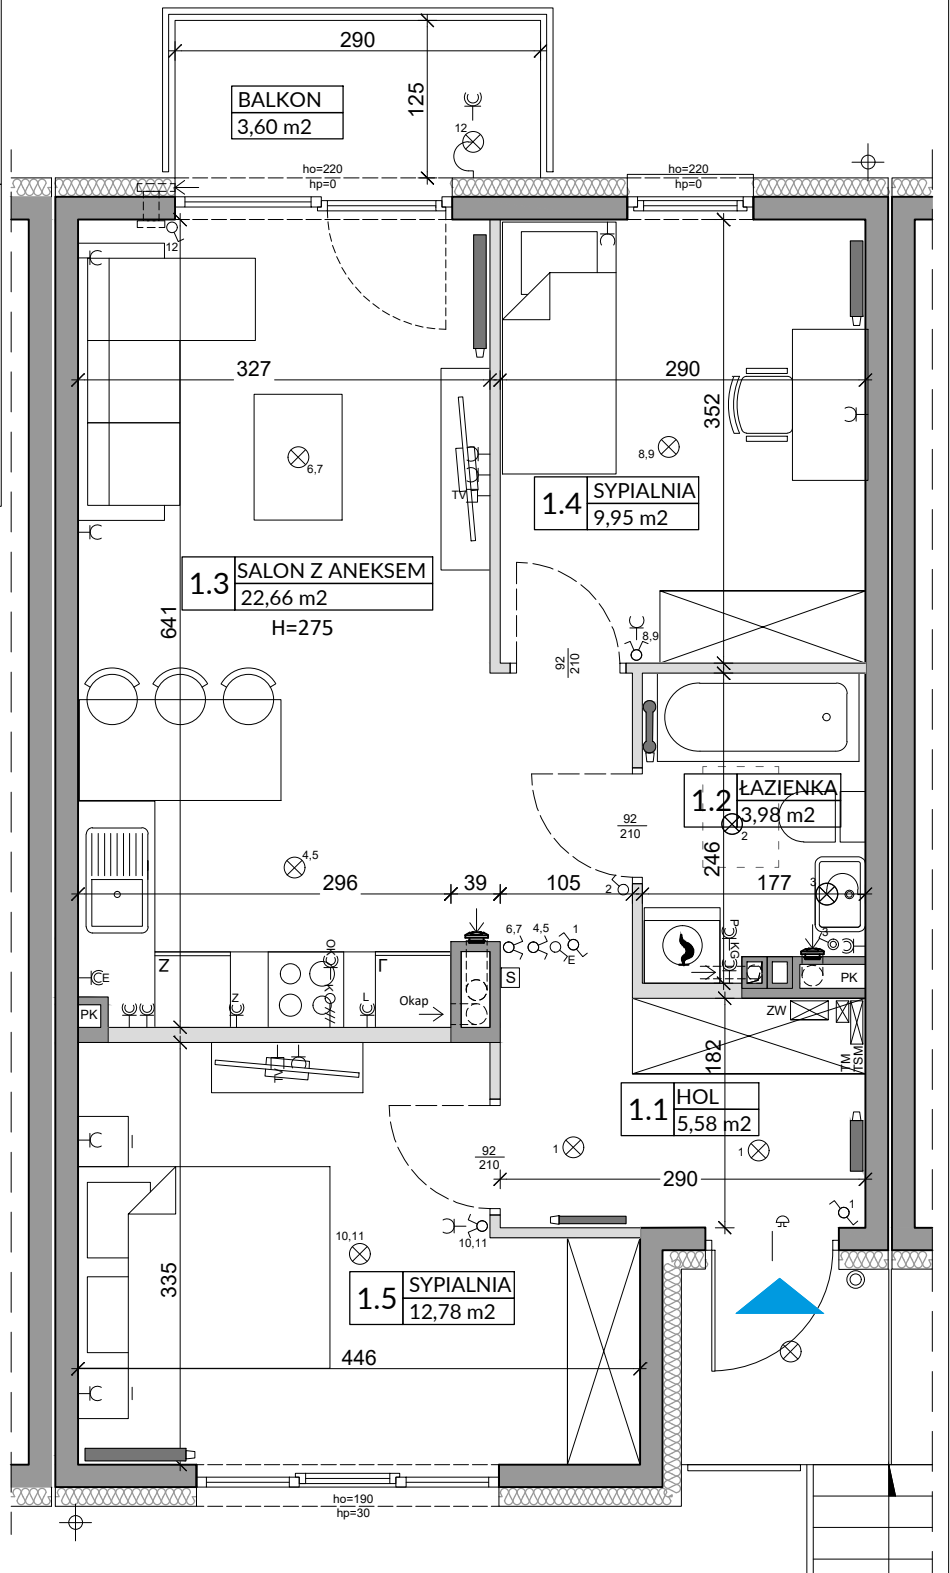 290
125
BALKON
3,60 m2
12
ho=220
hp=0
ho=220
hp=0
12
327
290
352
6,7
8,9
TV
1.4
SYPIALNIA
9,95 m2
1.3
SALON Z ANEKSEM
22,66 m2
H=275
641
8,9
92
210
1.2
ŁAZIENKA
3,98 m2
2
92
210
246
4,5
296
39
105
2
177
3
6,7
4,5
1
E
3
P
KG
S
PK
Z
OK
Z
L
Okap
E
PK
ZW
TM
TSM
182
TV
1.1
HOL
5,58 m2
1
1
92
210
290
1
10,11
10,11
335
1.5
SYPIALNIA
12,78 m2
446
ho=190
hp=30